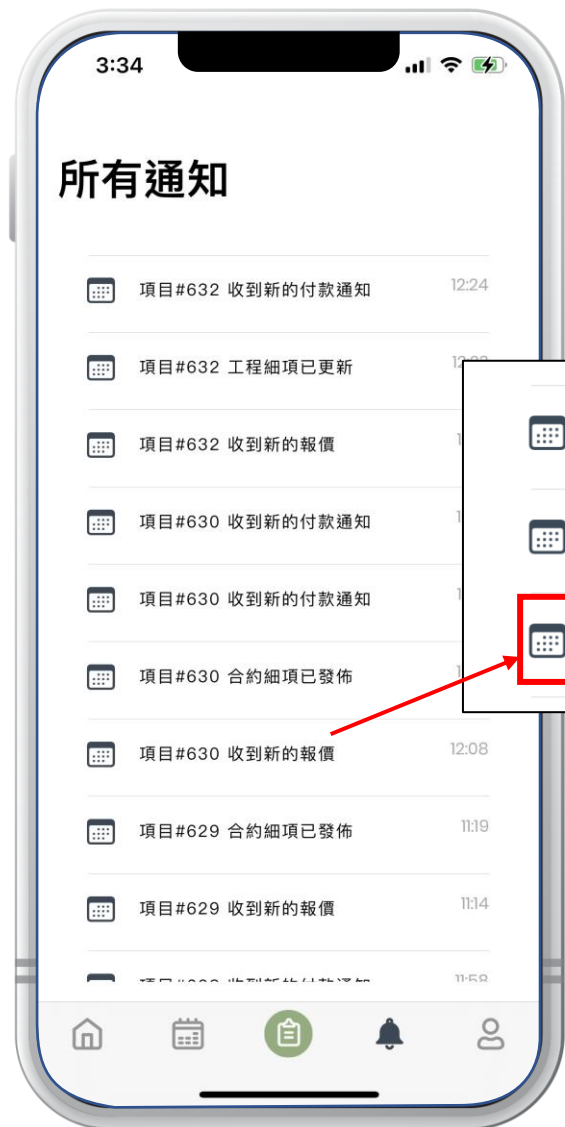 3:34
所有通知
項目#632 收到新的付款通知 12:24
項目#632 工程細項已更新
項目#632 收到新的報價
項目#630 收到新的付款通知
項目#630 收到新的付款通知
項目#630 合約細項已發佈
項目#630 收到新的報價 12:08
項目#629 合約細項已發佈 11:19
項目#629 收到新的報價 11:14
11:58